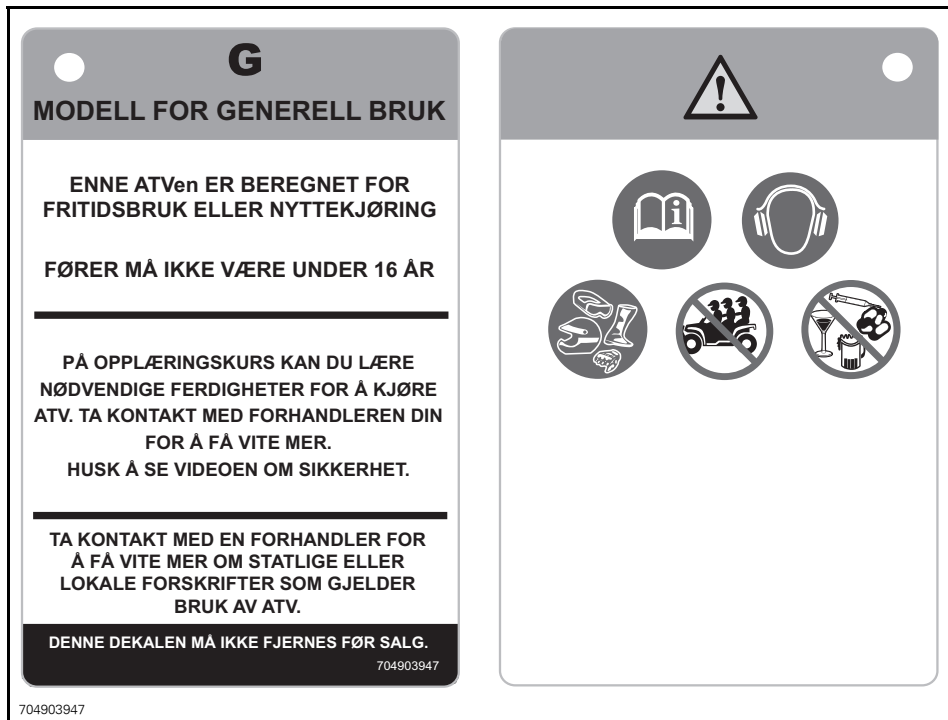 G
MODELL FOR GENERELL BRUK
ENNE ATVen ER BEREGNET FOR
FRITIDSBRUK ELLER NYTTEKJØRING
FØRER MÅ IKKE VÆRE UNDER 16 ÅR
PÅ OPPLÆRINGSKURS KAN DU LÆRE
NØDVENDIGE FERDIGHETER FOR Å KJØRE
ATV. TA KONTAKT MED FORHANDLEREN DIN
FOR Å FÅ VITE MER.
HUSK Å SE VIDEOEN OM SIKKERHET.
TA KONTAKT MED EN FORHANDLER FOR
Å FÅ VITE MER OM STATLIGE ELLER
LOKALE FORSKRIFTER SOM GJELDER
BRUK AV ATV.
DENNE DEKALEN MÅ IKKE FJERNES FØR SALG.
704903947
!
i
704903947